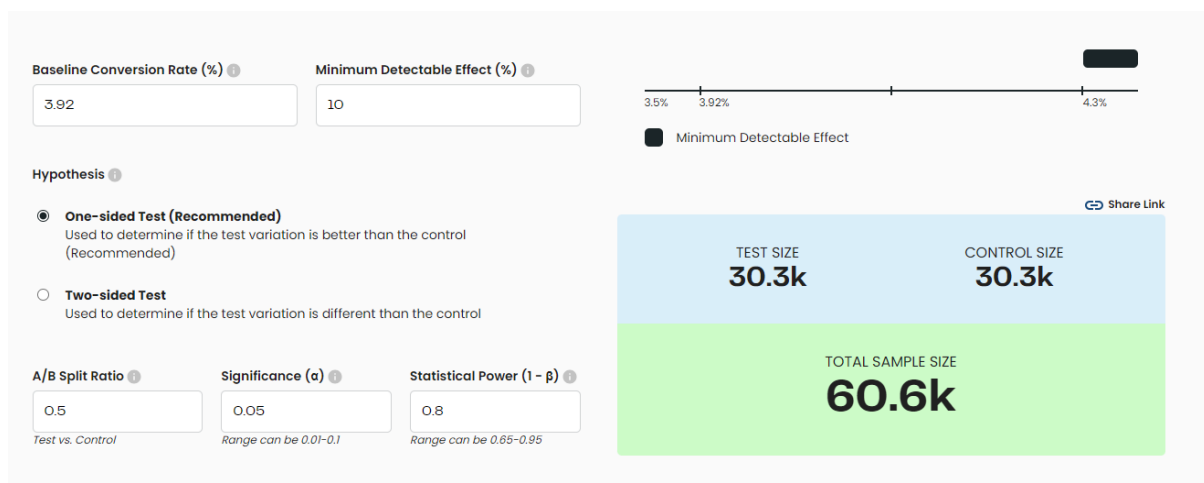 Baseline Conversion Rate (%)
Minimum Detectable Effect (%)
3.92
10
Hypothesis
One-sided Test (Recommended)
Used to determine if the test variation is better than the control
(Recommended)
Two-sided Test
Used to determine if the test variation is different than the control
A/B Split Ratio
Significance (α)
Statistical Power (1 - β)
0.5
0.05
0.8
Test vs. Control
Range can be 0.01-0.1
Range can be 0.65-0.95
3.5%
3.92%
4.3%
Minimum Detectable Effect
Share Link
TEST SIZE
30.3k
CONTROL SIZE
30.3k
TOTAL SAMPLE SIZE
60.6k